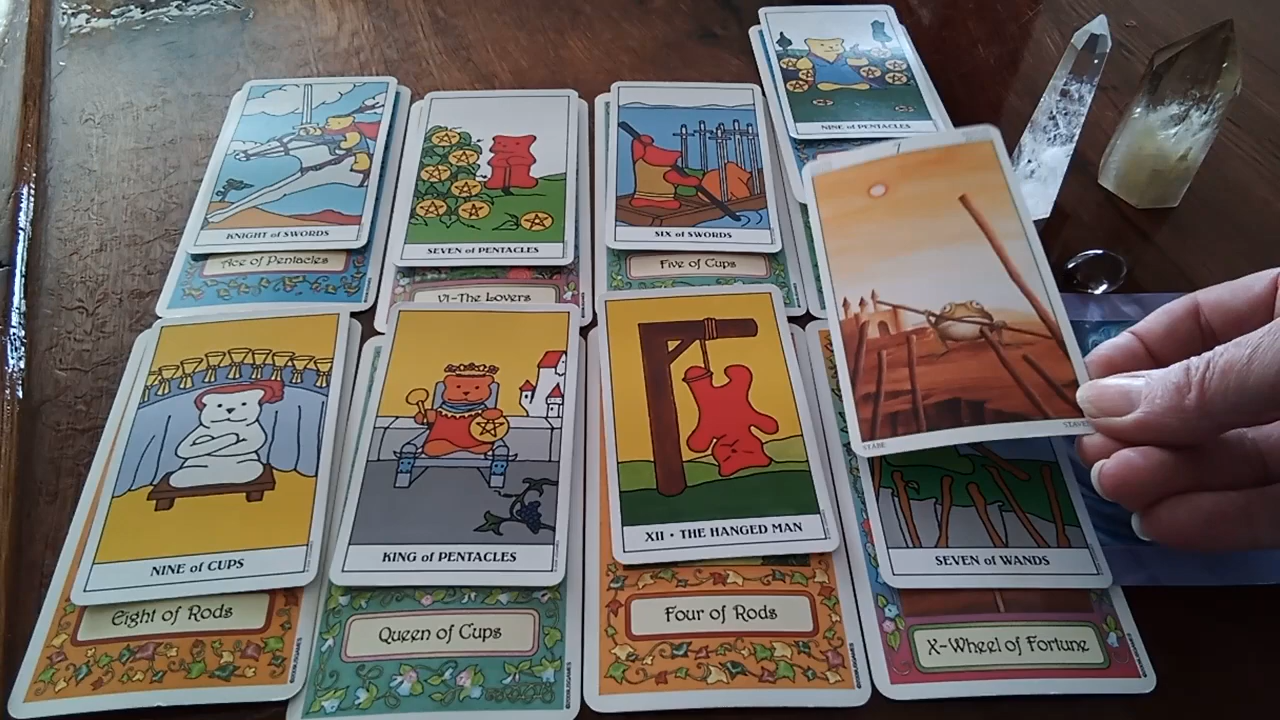 NINE of PENTACLES
KNIGHT of SWORDS
SEVEN of PENTACLES
SIX of SWORDS
Ace of Pentacles
VI-The Lovers
Five of Cups
STÄBE
STAVES
NINE of CUPS
KING of PENTACLES
XII • THE HANGED MAN
SEVEN of WANDS
Eight of Rods
Queen of Cups
Four of Rods
X-Wheel of Fortune